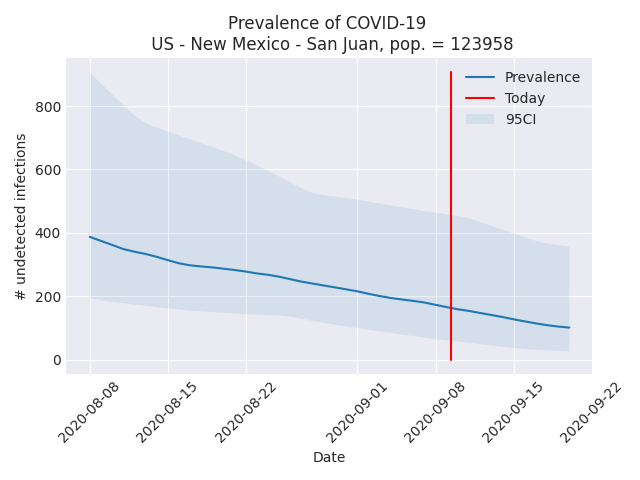 Prevalence of COVID-19
US - New Mexico - San Juan, pop. = 123958
Prevalence
Today
95CI
# undetected infections
800
600
400
200
0
2020-08-08
2020-08-15
2020-08-22
2020-09-01
2020-09-08
2020-09-15
2020-09-22
Date